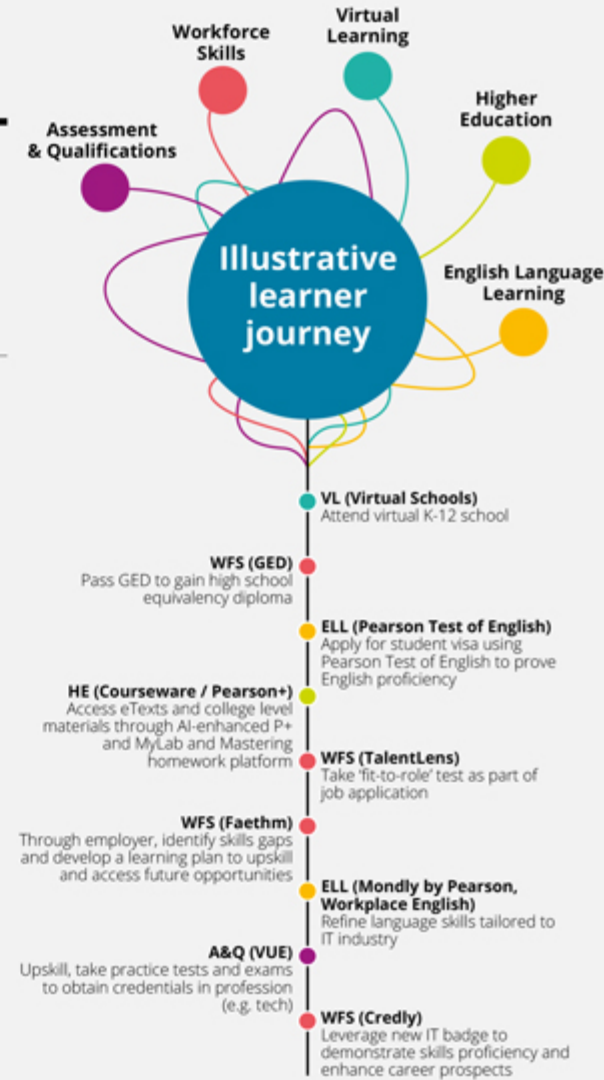 Workforce
Skills
Virtual
Learning
Higher
Education
Assessment
& Qualifications
English Language
Learning
Illustrative
learner
journey
VL (Virtual Schools)
Attend virtual K-12 school
WFS (GED)
Pass GED to gain high school
equivalency diploma
ELL (Pearson Test of English)
Apply for student visa using
Pearson Test of English to prove
English proficiency
HE (Courseware / Pearson+)
Access eTexts and college level
materials through AI-enhanced P+
and MyLab and Mastering
homework platform
WFS (TalentLens)
Take ‘fit-to-role’ test as part of
job application
WFS (Faethm)
Through employer, identify skills gaps
and develop a learning plan to upskill
and access future opportunities
ELL (Mondly by Pearson,
Workplace English)
Refine language skills tailored to
IT industry
A&Q (VUE)
Upskill, take practice tests and exams
to obtain credentials in profession
(e.g. tech)
WFS (Credly)
Leverage new IT badge to
demonstrate skills proficiency and
enhance career prospects